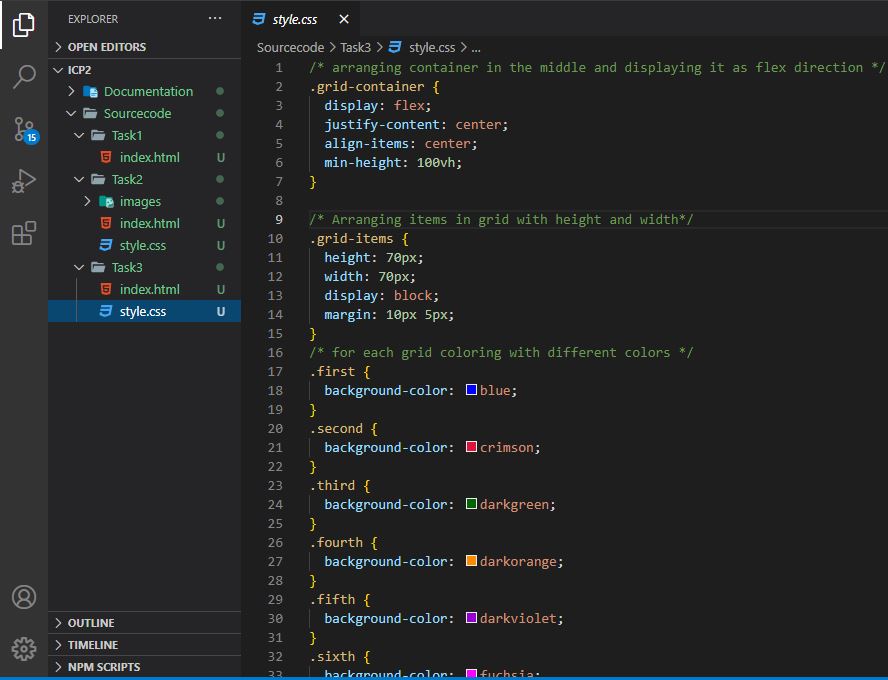 EXPLORER
OPEN EDITORS
ICP2
Documentation
Sourcecode
Task1
index.html U
Task2
images
index.html U
style.css U
Task3
index.html U
style.css U
OUTLINE
TIMELINE
NPM SCRIPTS
15
style.css
Sourcecode > Task3 > style.css > ...
1 /* arranging container in the middle and displaying it as flex direction */
2 .grid-container {
3 display: flex;
4 justify-content: center;
5 align-items: center;
6 min-height: 100vh;
7 }
8
9 /* Arranging items in grid with height and width*/
10 .grid-items {
11 height: 70px;
12 width: 70px;
13 display: block;
14 margin: 10px 5px;
15 }
16 /* for each grid coloring with different colors */
17 .first {
18 background-color: blue;
19 }
20 .second {
21 background-color: crimson;
22 }
23 .third {
24 background-color: darkgreen;
25 }
26 .fourth {
27 background-color: darkorange;
28 }
29 .fifth {
30 background-color: darkviolet;
31 }
32 .sixth {
33 background-color: fuchsia;